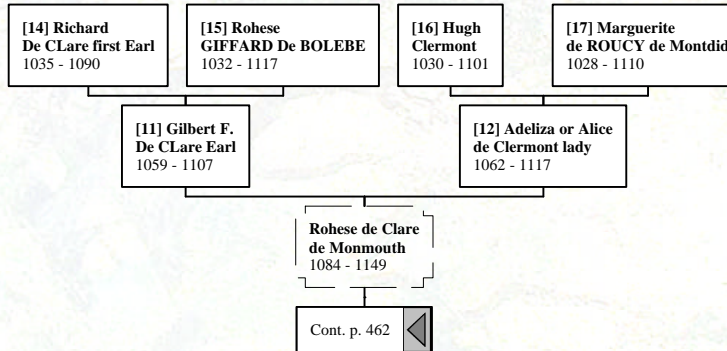 [14] Richard
De CLare first Earl
1035 - 1090
[15] Rohese
GIFFARD De BOLEBE
1032 - 1117
[16] Hugh
Clermont
1030 - 1101
[17] Marguerite
de ROUCY de Montdid
1028 - 1110
[11] Gilbert F.
De CLare Earl
1059 - 1107
[12] Adeliza or Alice
de Clermont lady
1062 - 1117
Rohese de Clare
de Monmouth
1084 - 1149
Cont. p. 462